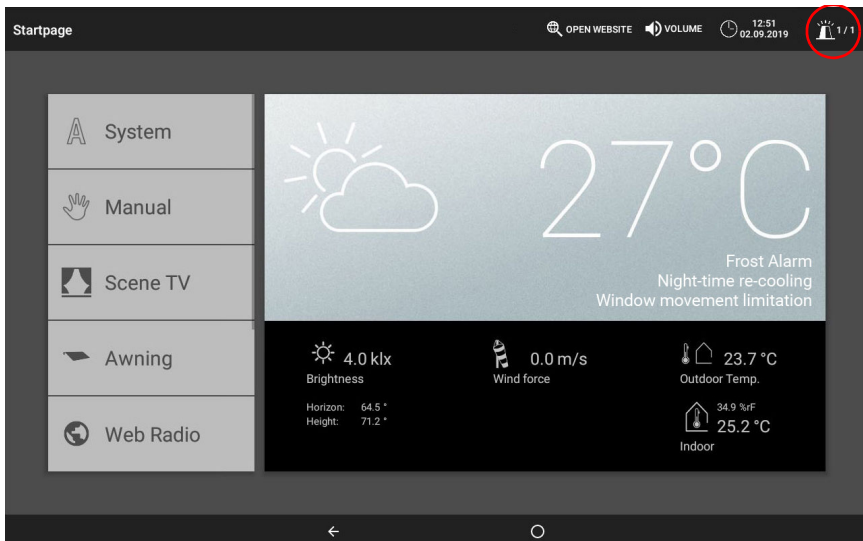 Startpage
OPEN WEBSITE
VOLUME
12:51
02.09.2019
1 / 1
System
Manual
Scene TV
Awning
Web Radio
27°C
Frost Alarm
Night-time re-cooling
Window movement limitation
4.0 klx
Brightness
Horizon: 64.5 °
Height: 71.2 °
0.0 m/s
Wind force
23.7 °C
Outdoor Temp.
34.9 %rF
25.2 °C
Indoor